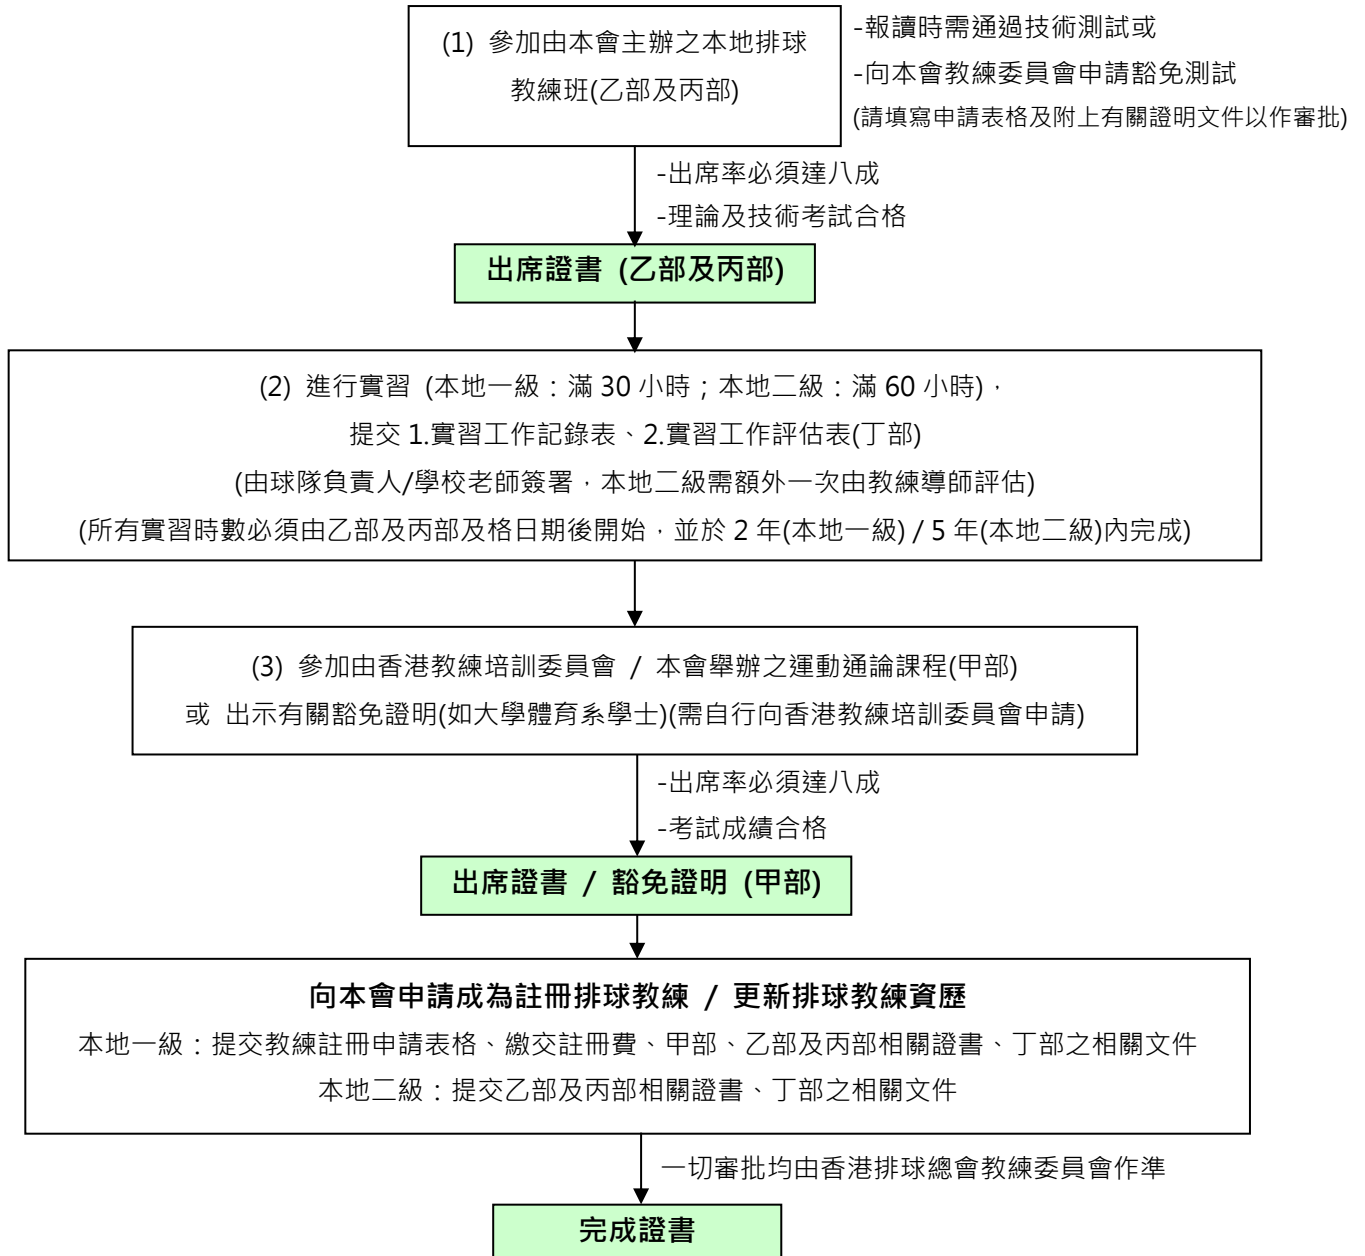 (1) 參加由本會主辦之本地排球
教練班(乙部及丙部)
-報讀時需通過技術測試或
-向本會教練委員會申請豁免測試
(請填寫申請表格及附上有關證明文件以作審批)
-出席率必須達八成
-理論及技術考試合格
出席證書 (乙部及丙部)
(2) 進行實習 (本地一級：滿 30 小時；本地二級：滿 60 小時)，
提交 1.實習工作記錄表、2.實習工作評估表(丁部)
(由球隊負責人/學校老師簽署，本地二級需額外一次由教練導師評估)
(所有實習時數必須由乙部及丙部及格日期後開始，並於 2 年(本地一級) / 5 年(本地二級)內完成)
(3) 參加由香港教練培訓委員會 / 本會舉辦之運動通論課程(甲部)
或 出示有關豁免證明(如大學體育系學士)(需自行向香港教練培訓委員會申請)
-出席率必須達八成
-考試成績合格
出席證書 / 豁免證明 (甲部)
向本會申請成為註冊排球教練 / 更新排球教練資歷
本地一級：提交教練註冊申請表格、繳交註冊費、甲部、乙部及丙部相關證書、丁部之相關文件
本地二級：提交乙部及丙部相關證書、丁部之相關文件
一切審批均由香港排球總會教練委員會作準
完成證書